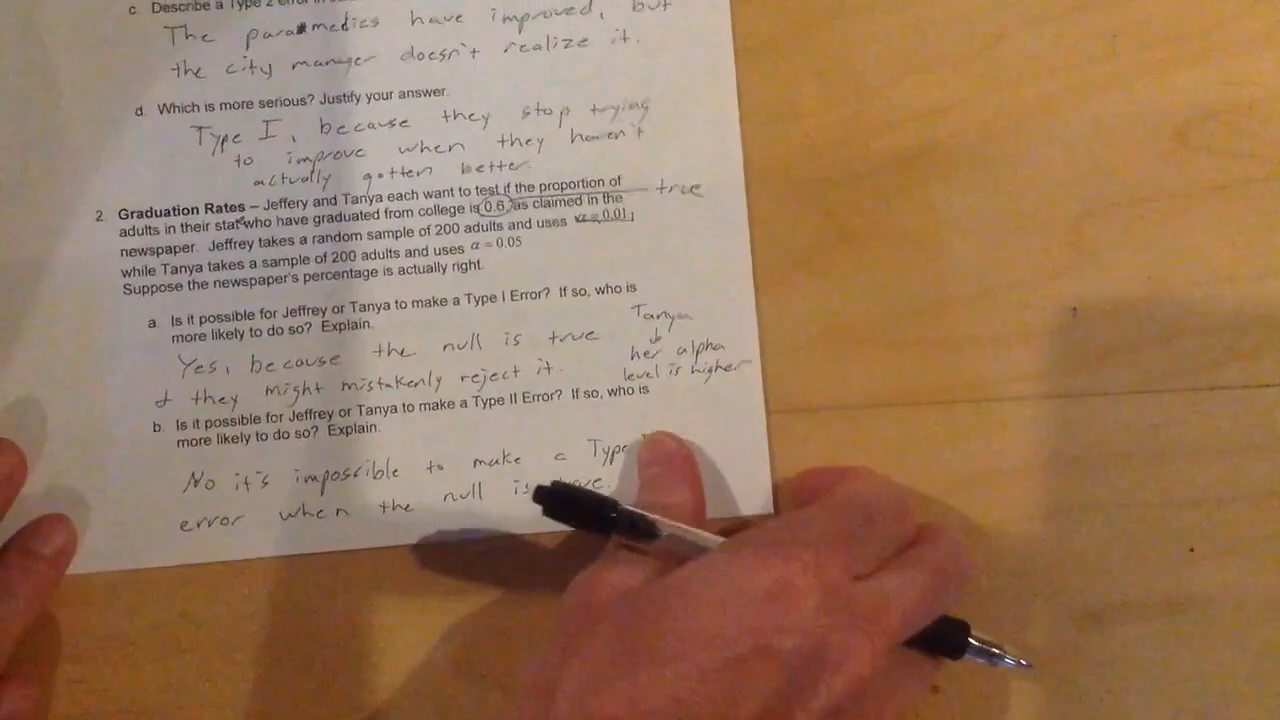 c. Describe a Type 2 error in
The paramedics have improved, but
the city manager doesn't realize it.
d. Which is more serious? Justify your answer.
Type I, because they stop trying
to improve when they haven't
actually gotten better.
2. Graduation Rates – Jeffery and Tanya each want to test if the proportion of
adults in their state who have graduated from college is 0.6, as claimed in the
true
newspaper. Jeffrey takes a random sample of 200 adults and uses α = 0.01,
while Tanya takes a sample of 200 adults and uses α = 0.05
Suppose the newspaper's percentage is actually right.
a. Is it possible for Jeffrey or Tanya to make a Type I Error? If so, who is
more likely to do so? Explain.
Yes, because the null is true
& they might mistakenly reject it.
Tanya
↓
her alpha
level is higher
b. Is it possible for Jeffrey or Tanya to make a Type II Error? If so, who is
more likely to do so? Explain.
No it's impossible to make a Type
error when the null is